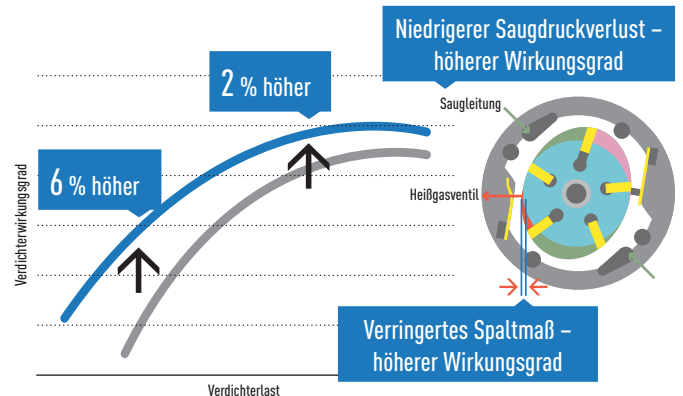 Niedrigerer Saugdruckverlust –
höherer Wirkungsgrad
2 % höher
Saugleitung
6 % höher
Heißgasventil
Verdichterwirkungsgrad
Verringertes Spaltmaß –
höherer Wirkungsgrad
Verdichterlast